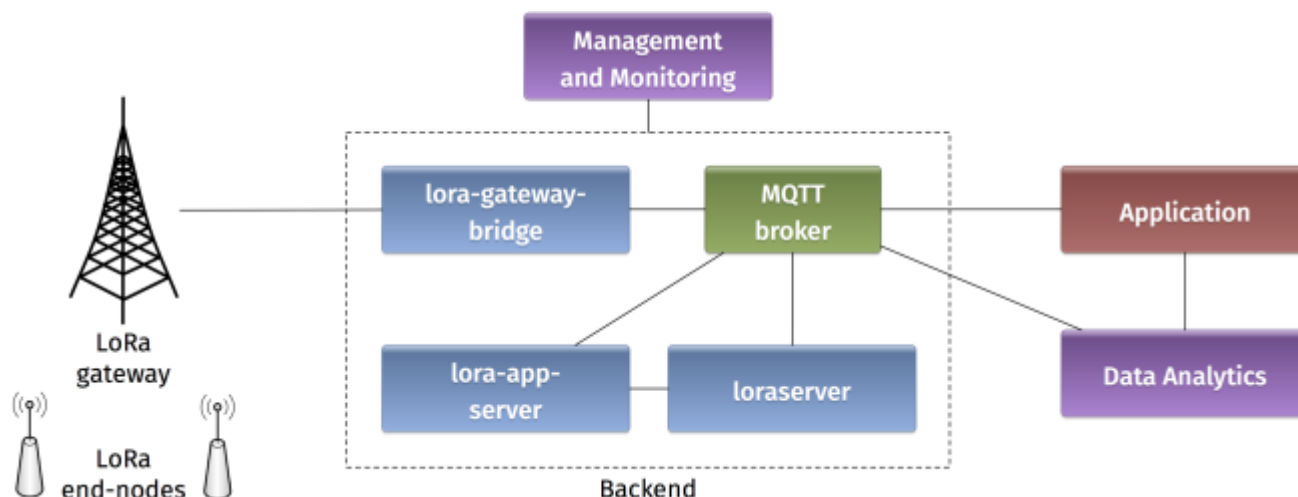 Management
and Monitoring
lora-gateway-
bridge
MQTT
broker
Application
LoRa
gateway
lora-app-
server
loraserver
Data Analytics
LoRa
end-nodes
Backend